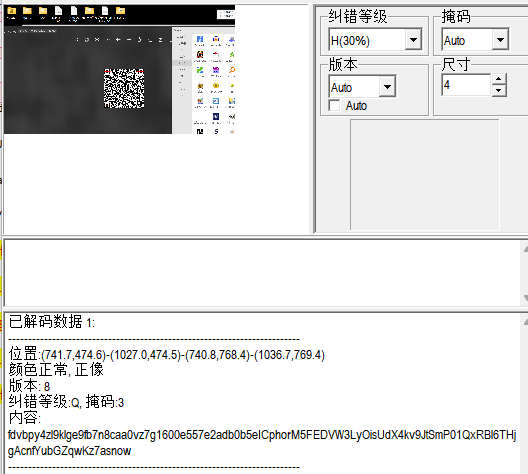 纠错等级
掩码
H(30%)
Auto
版本
尺寸
Auto
4
Auto
已解码数据 1:
--------------------------------------------------------------------------------
位置:(741.7,474.6)-(1027.0,474.5)-(740.8,768.4)-(1036.7,769.4)
颜色正常, 正像
版本: 8
纠错等级:Q, 掩码:3
内容:
fdvbpy4zl9klge9fb7n8caa0vz7g1600e557e2adb0b5eICphorM5FEDVW3LyOisUdX4kv9JtSmP01QxRBl6THj
gAcnfYubGZqwKz7asnow
--------------------------------------------------------------------------------